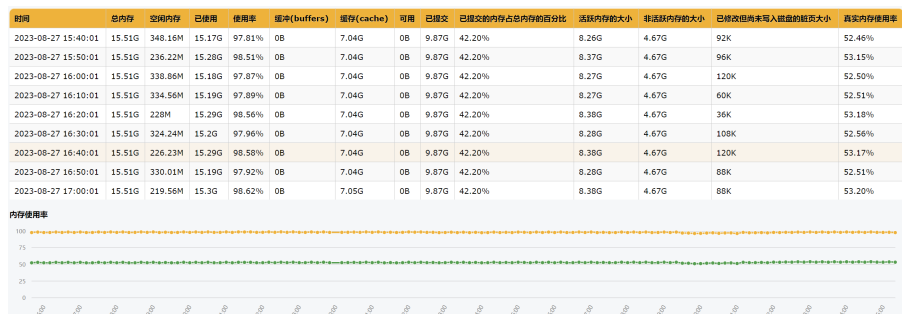 时间 总内存 空闲内存 已使用 使用率 缓冲(buffers) 缓存(cache) 可用 已提交 已提交的内存占总内存的百分比 活跃内存的大小 非活跃内存的大小 已修改但尚未写入磁盘的脏页大小 真实内存使用率
2023-08-27 15:40:01 15.51G 348.16M 15.17G 97.81% 0B 7.04G 0B 9.87G 42.20% 8.26G 4.67G 92K 52.46%
2023-08-27 15:50:01 15.51G 236.22M 15.28G 98.51% 0B 7.04G 0B 9.87G 42.20% 8.37G 4.67G 96K 53.15%
2023-08-27 16:00:01 15.51G 338.86M 15.18G 97.87% 0B 7.04G 0B 9.87G 42.20% 8.27G 4.67G 120K 52.50%
2023-08-27 16:10:01 15.51G 334.56M 15.19G 97.89% 0B 7.04G 0B 9.87G 42.20% 8.27G 4.67G 60K 52.51%
2023-08-27 16:20:01 15.51G 228M 15.29G 98.56% 0B 7.04G 0B 9.87G 42.20% 8.38G 4.67G 36K 53.18%
2023-08-27 16:30:01 15.51G 324.24M 15.2G 97.96% 0B 7.04G 0B 9.87G 42.20% 8.28G 4.67G 108K 52.56%
2023-08-27 16:40:01 15.51G 226.23M 15.29G 98.58% 0B 7.04G 0B 9.87G 42.20% 8.38G 4.67G 120K 53.17%
2023-08-27 16:50:01 15.51G 330.01M 15.19G 97.92% 0B 7.04G 0B 9.87G 42.20% 8.28G 4.67G 88K 52.51%
2023-08-27 17:00:01 15.51G 219.56M 15.3G 98.62% 0B 7.05G 0B 9.87G 42.20% 8.38G 4.67G 88K 53.20%
内存使用率
100
75
50
25
0